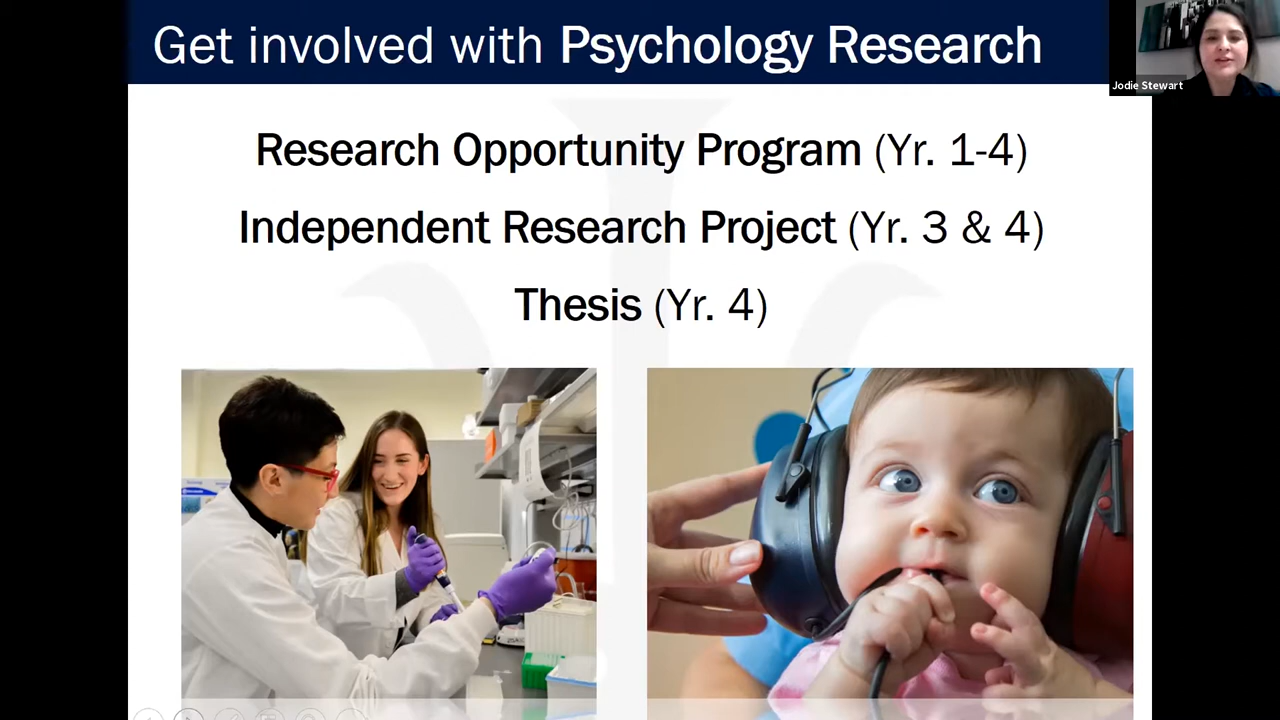 Get involved with Psychology Research
Jodie Stewart
Research Opportunity Program (Yr. 1-4)
Independent Research Project (Yr. 3 & 4)
Thesis (Yr. 4)